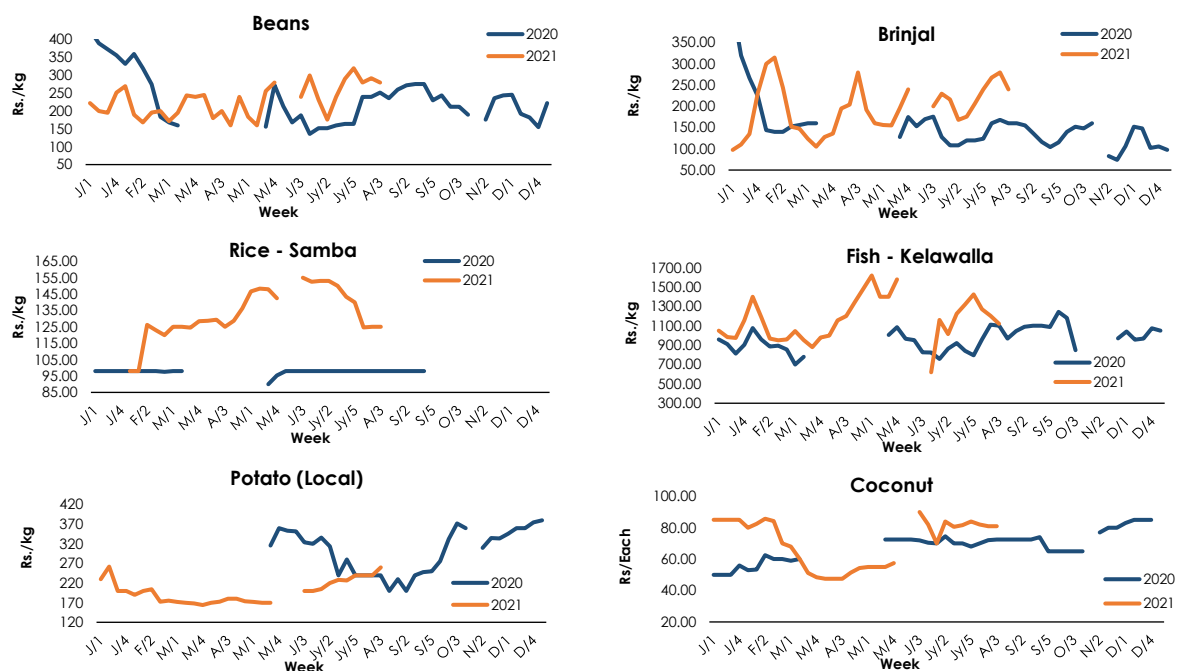 Beans
2020
2021
Rs./kg
400
350
300
250
200
150
100
50
J/1
J/4
F/2
M/1
M/4
A/3
M/1
M/4
J/3
Jy/2
Jy/5
A/3
S/2
S/5
O/3
N/2
D/1
D/4
Week
Brinjal
2020
2021
Rs./kg
350.00
300.00
250.00
200.00
150.00
100.00
50.00
J/1
J/4
F/2
M/1
M/4
A/3
M/1
M/4
J/3
Jy/2
Jy/5
A/3
S/2
S/5
O/3
N/2
D/1
D/4
Week
Rice - Samba
2020
2021
Rs./kg
165.00
155.00
145.00
135.00
125.00
115.00
105.00
95.00
85.00
J/1
J/4
F/2
M/1
M/4
A/3
M/1
M/4
J/3
Jy/2
Jy/5
A/3
S/2
S/5
O/3
N/2
D/1
D/4
Week
Fish - Kelawalla
Rs./kg
1700.00
1500.00
1300.00
1100.00
900.00
700.00
500.00
300.00
2020
2021
J/1
J/4
F/2
M/1
M/4
A/3
M/1
M/4
J/3
Jy/2
Jy/5
A/3
S/2
S/5
O/3
N/2
D/1
D/4
Week
Potato (Local)
Rs./kg
420
370
320
270
220
170
120
2020
2021
J/1
J/4
F/2
M/1
M/4
A/3
M/1
M/4
J/3
Jy/2
Jy/5
A/3
S/2
S/5
O/3
N/2
D/1
D/4
Week
Coconut
Rs/Each
100.00
80.00
60.00
40.00
20.00
2020
2021
J/1
J/4
F/2
M/1
M/4
A/3
M/1
M/4
J/3
Jy/2
Jy/5
A/3
S/2
S/5
O/3
N/2
D/1
D/4
Week